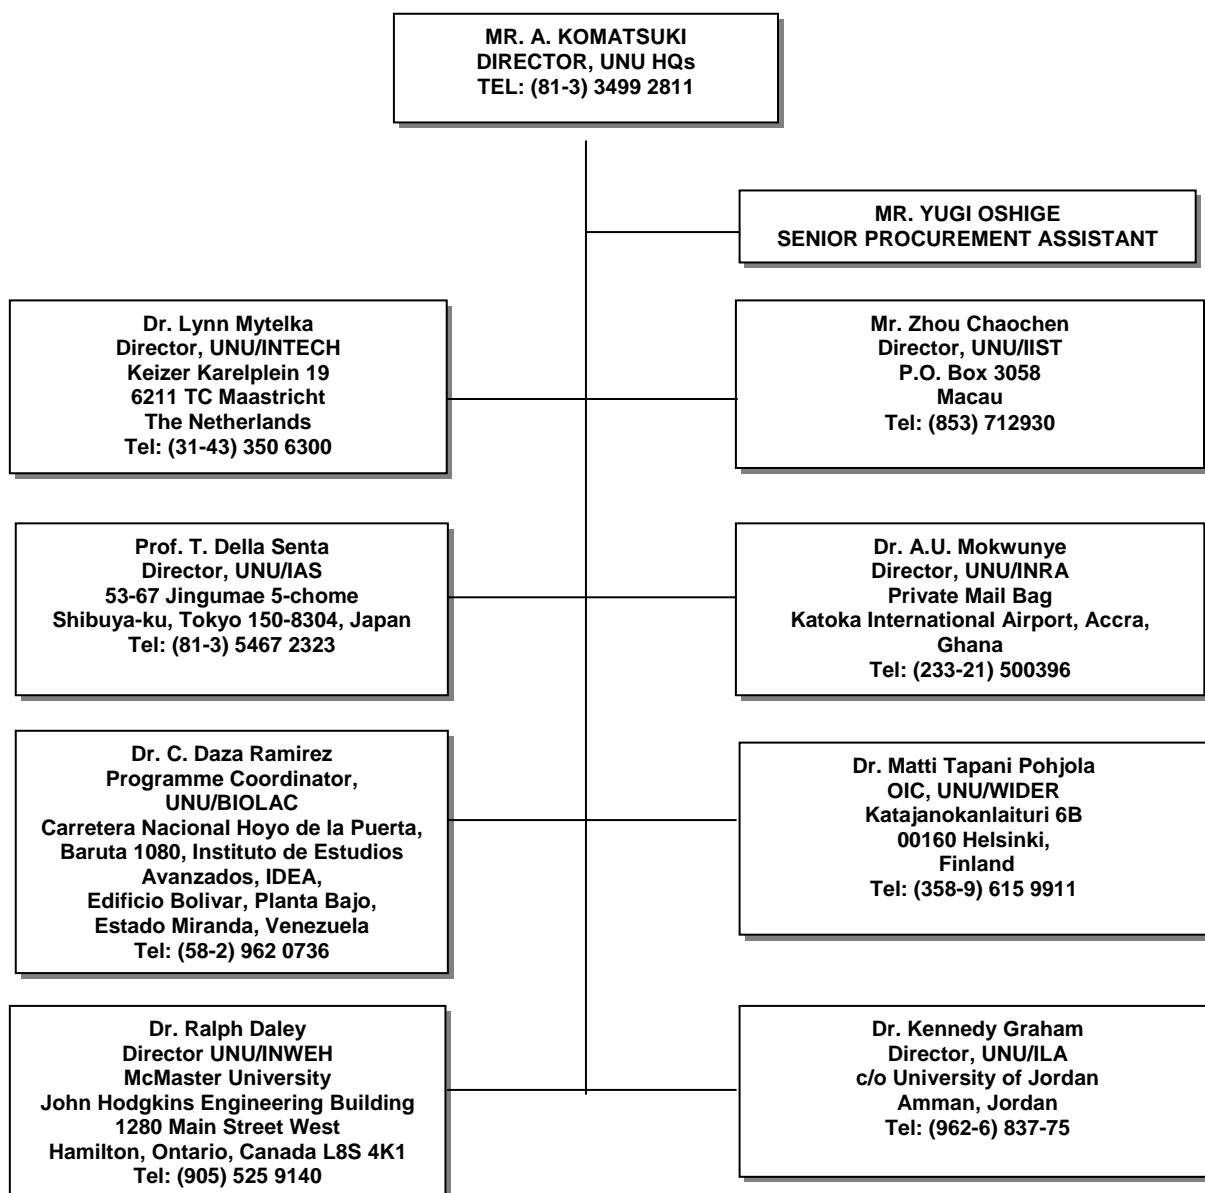 MR. A. KOMATSUKI
DIRECTOR, UNU HQs
TEL: (81-3) 3499 2811
MR. YUGI OSHIGE
SENIOR PROCUREMENT ASSISTANT
Dr. Lynn Mytelka
Director, UNU/INTECH
Keizer Karelplein 19
6211 TC Maastricht
The Netherlands
Tel: (31-43) 350 6300
Mr. Zhou Chaochen
Director, UNU/IIST
P.O. Box 3058
Macau
Tel: (853) 712930
Prof. T. Della Senta
Director, UNU/IAS
53-67 Jingumae 5-chome
Shibuya-ku, Tokyo 150-8304, Japan
Tel: (81-3) 5467 2323
Dr. A.U. Mokwunye
Director, UNU/INRA
Private Mail Bag
Katoka International Airport, Accra,
Ghana
Tel: (233-21) 500396
Dr. C. Daza Ramirez
Programme Coordinator,
UNU/BIOLAC
Carretera Nacional Hoyo de la Puerta,
Baruta 1080, Instituto de Estudios
Avanzados, IDEA,
Edificio Bolivar, Planta Bajo,
Estado Miranda, Venezuela
Tel: (58-2) 962 0736
Dr. Matti Tapani Pohjola
OIC, UNU/WIDER
Katajanokanlaituri 6B
00160 Helsinki,
Finland
Tel: (358-9) 615 9911
Dr. Ralph Daley
Director UNU/INWEH
McMaster University
John Hodgkins Engineering Building
1280 Main Street West
Hamilton, Ontario, Canada L8S 4K1
Tel: (905) 525 9140
Dr. Kennedy Graham
Director, UNU/ILA
c/o University of Jordan
Amman, Jordan
Tel: (962-6) 837-75